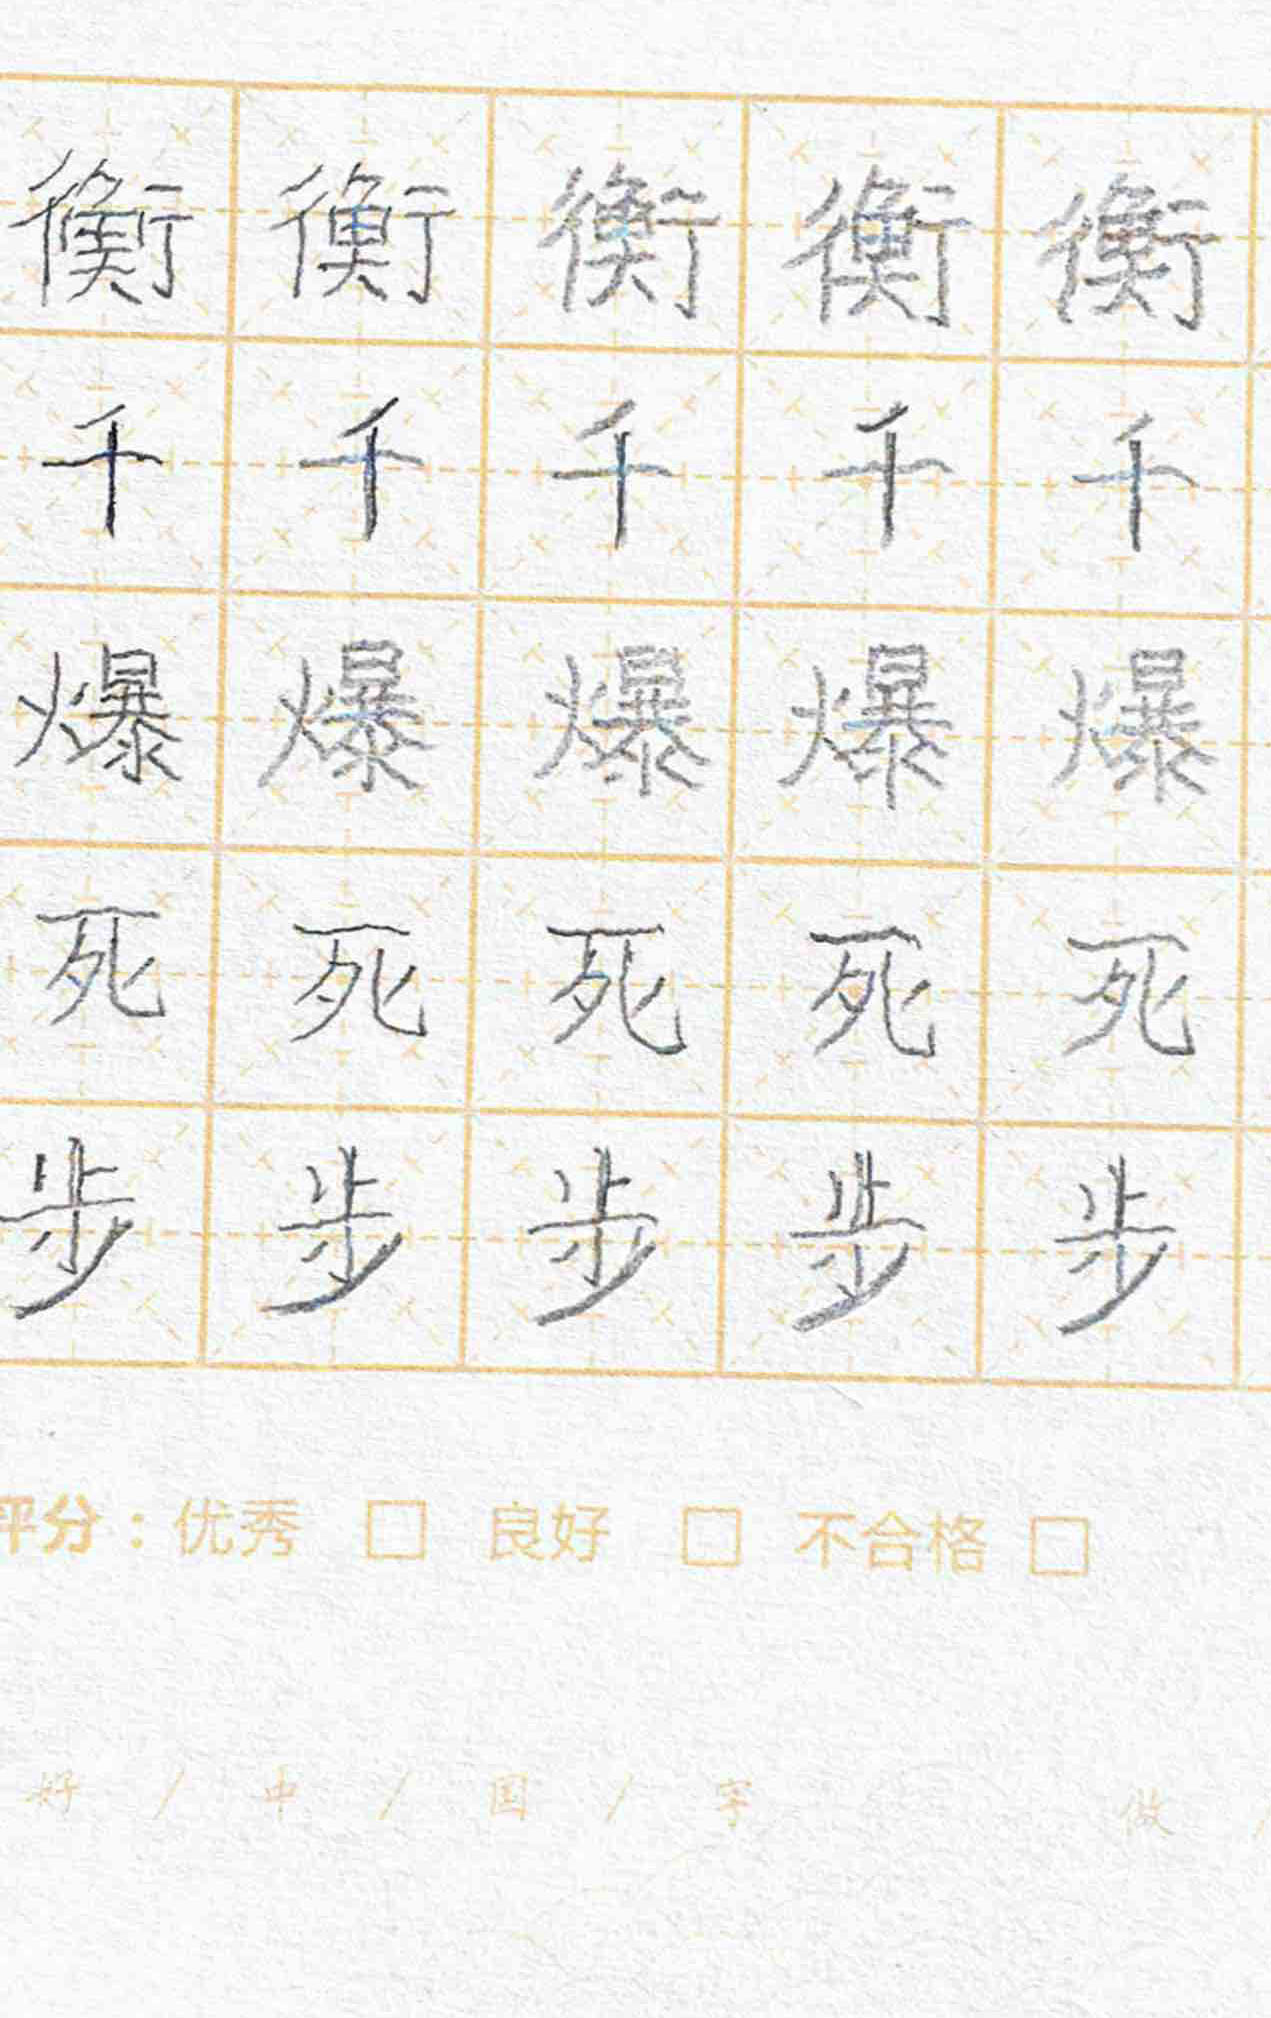 衡衡衡衡衡
千千千千千
爆爆爆爆爆
死死死死死
步步步步步
评分：优秀 □ 良好 □ 不合格 □
好 / 中 / 国 / 字 做 /